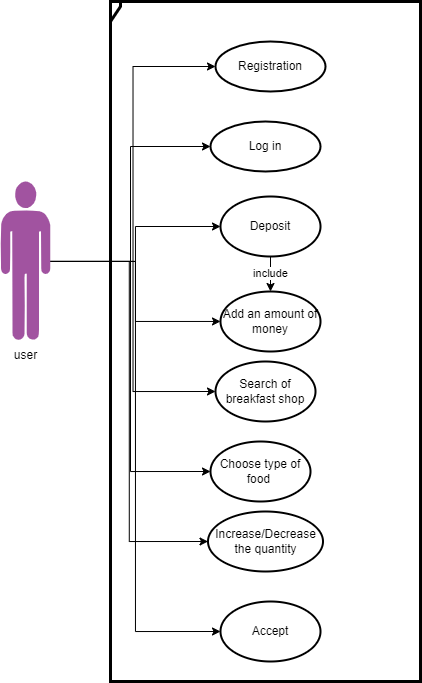 Registration
Log in
Deposit
include
Add an amount of
money
user
Search of
breakfast shop
Choose type of
food
Increase/Decrease
the quantity
Accept